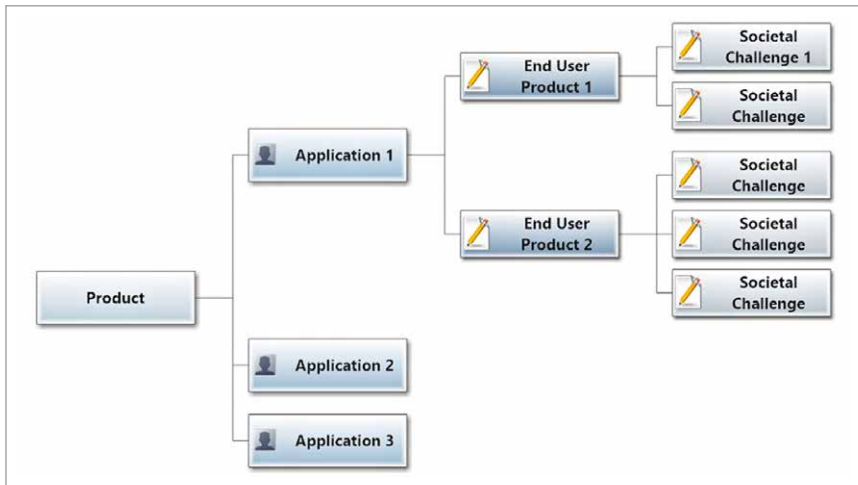 Societal
Challenge 1
End User
Product 1
Societal
Challenge
Application 1
Societal
Challenge
End User
Product 2
Societal
Challenge
Societal
Challenge
Product
Application 2
Application 3